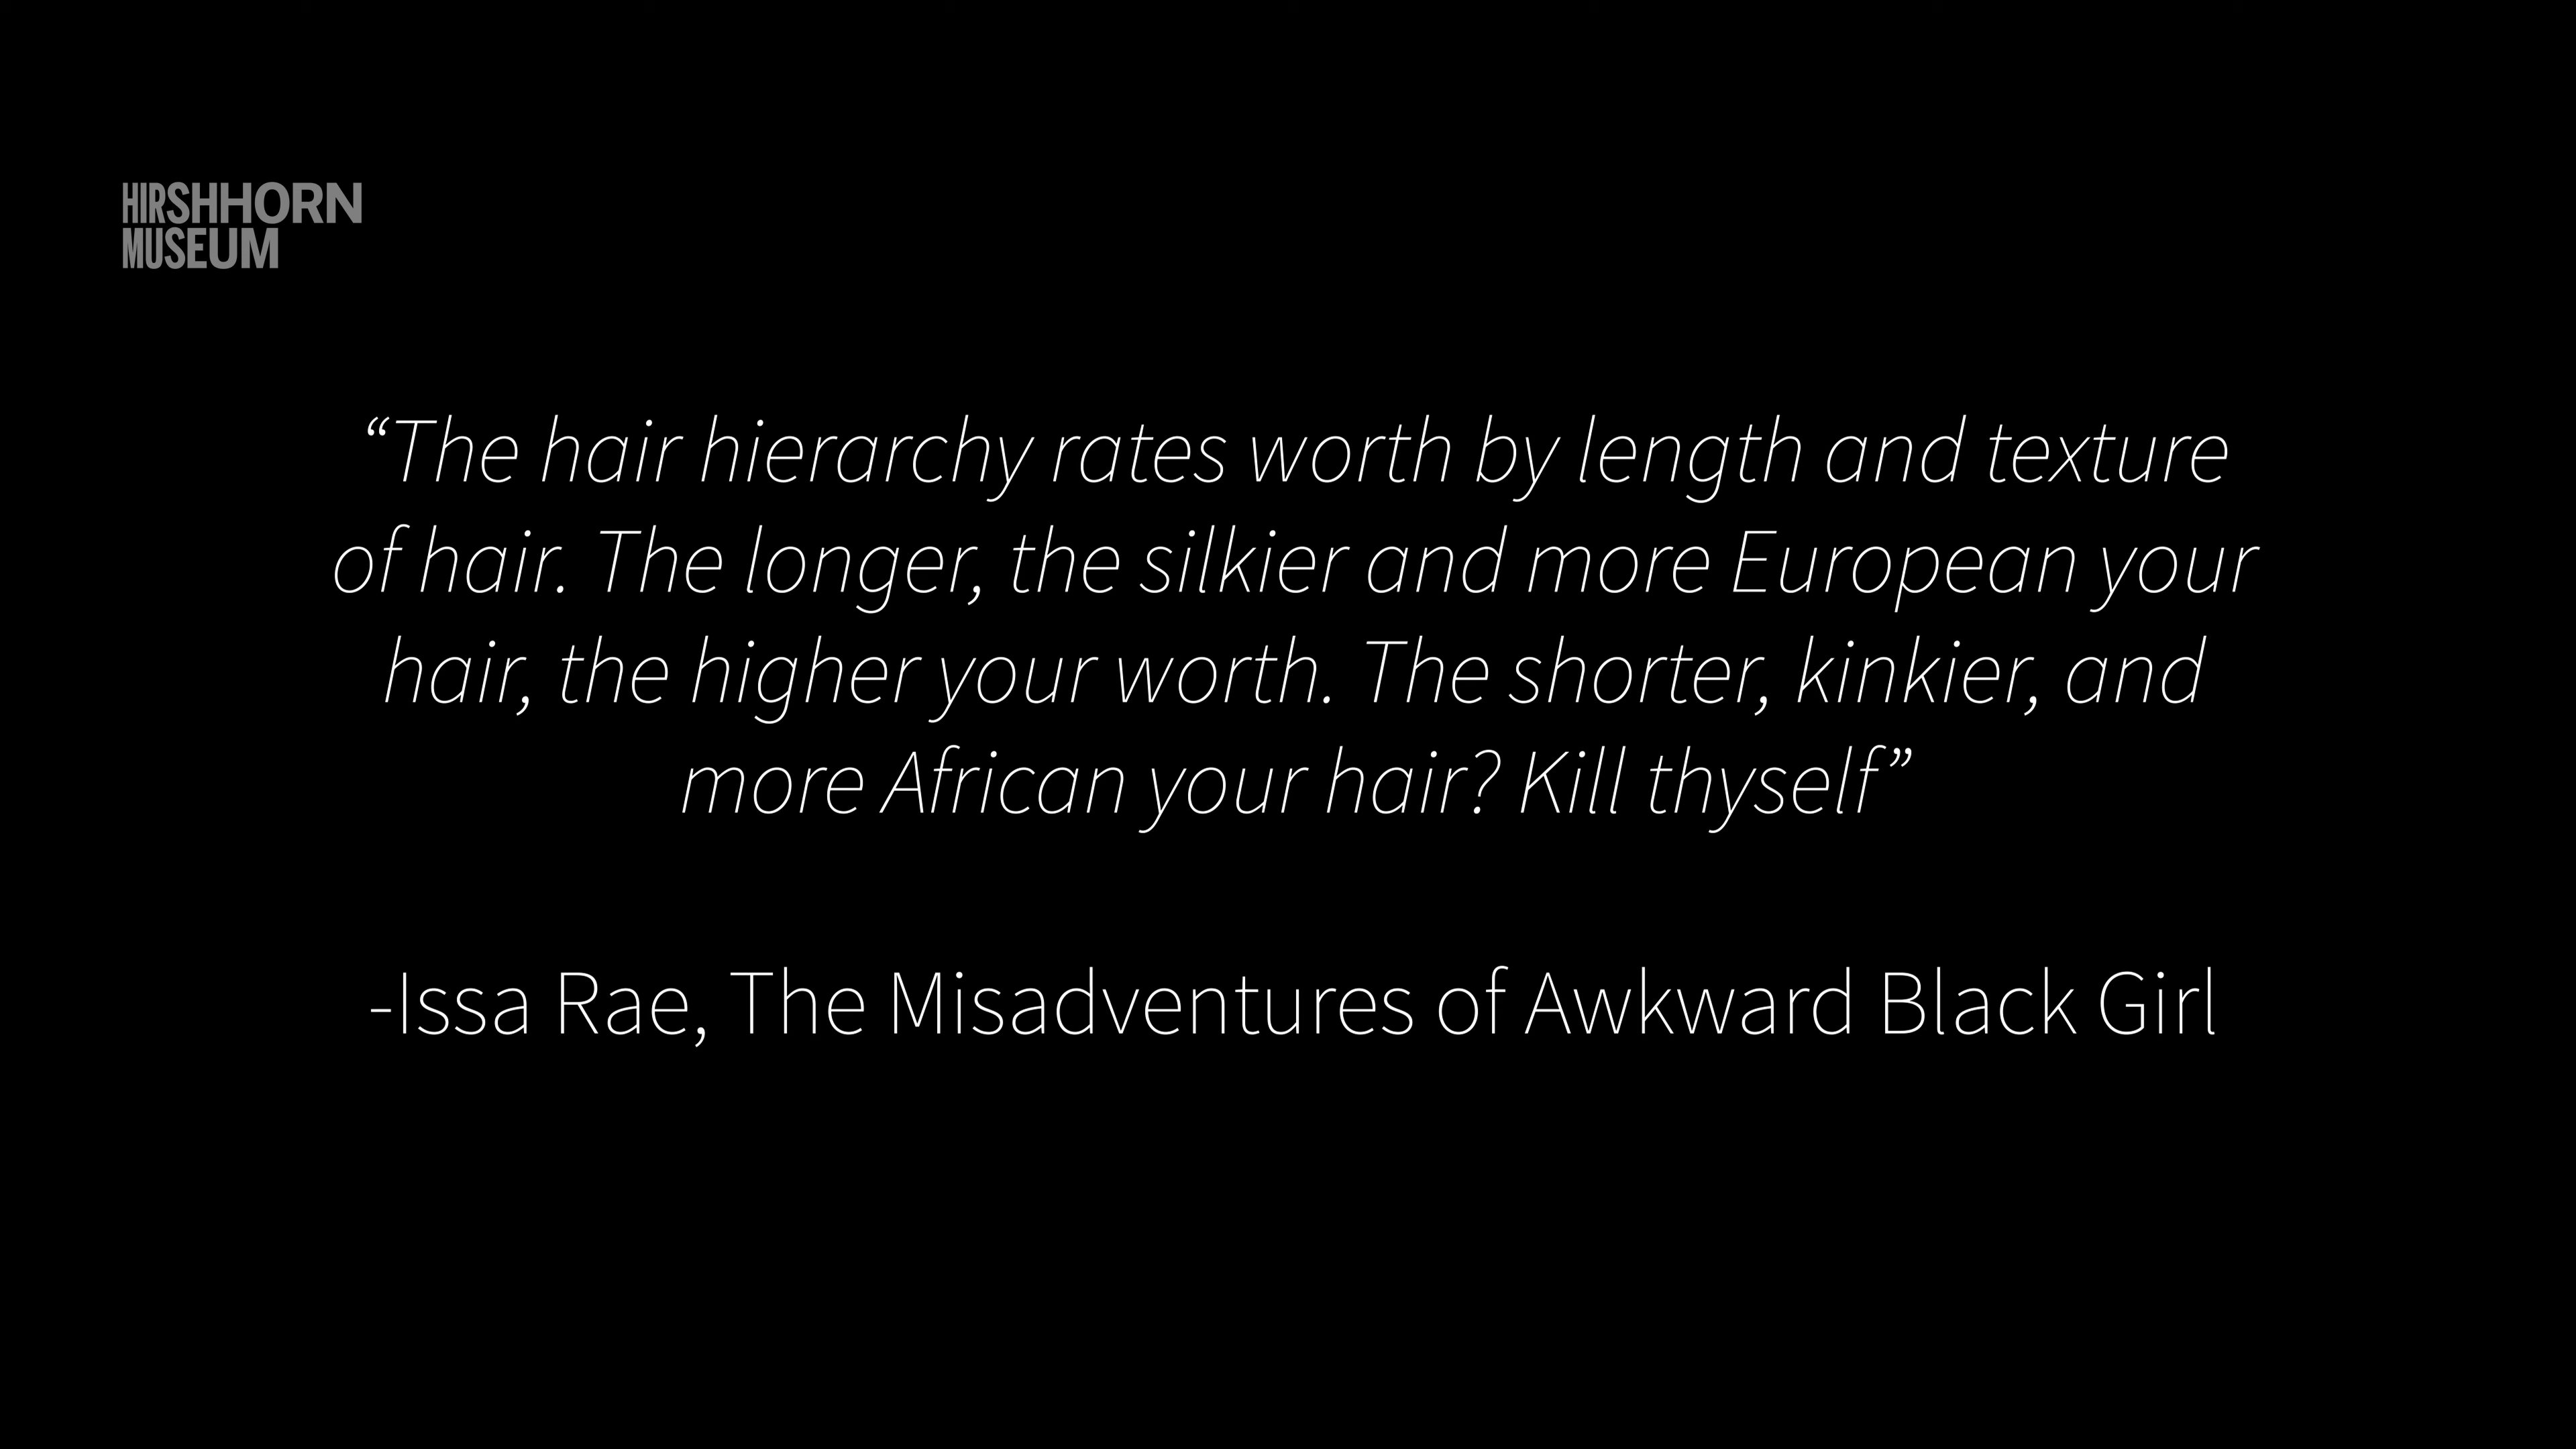 HIRSHHORN
MUSEUM
“The hair hierarchy rates worth by length and texture
of hair. The longer, the silkier and more European your
hair, the higher your worth. The shorter, kinkier, and
more African your hair? Kill thyself”
-Issa Rae, The Misadventures of Awkward Black Girl